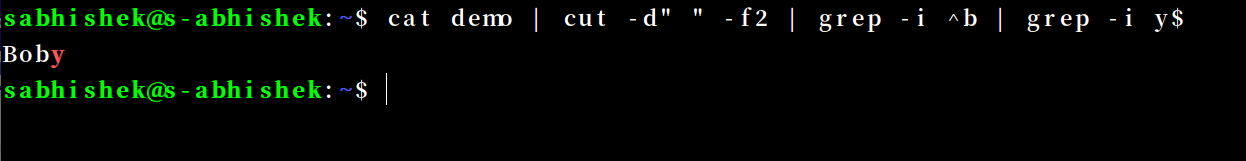 sabhishek@s-abhishek:~$ cat demo | cut -d" " -f2 | grep -i ^b | grep -i y$
Boby
sabhishek@s-abhishek:~$